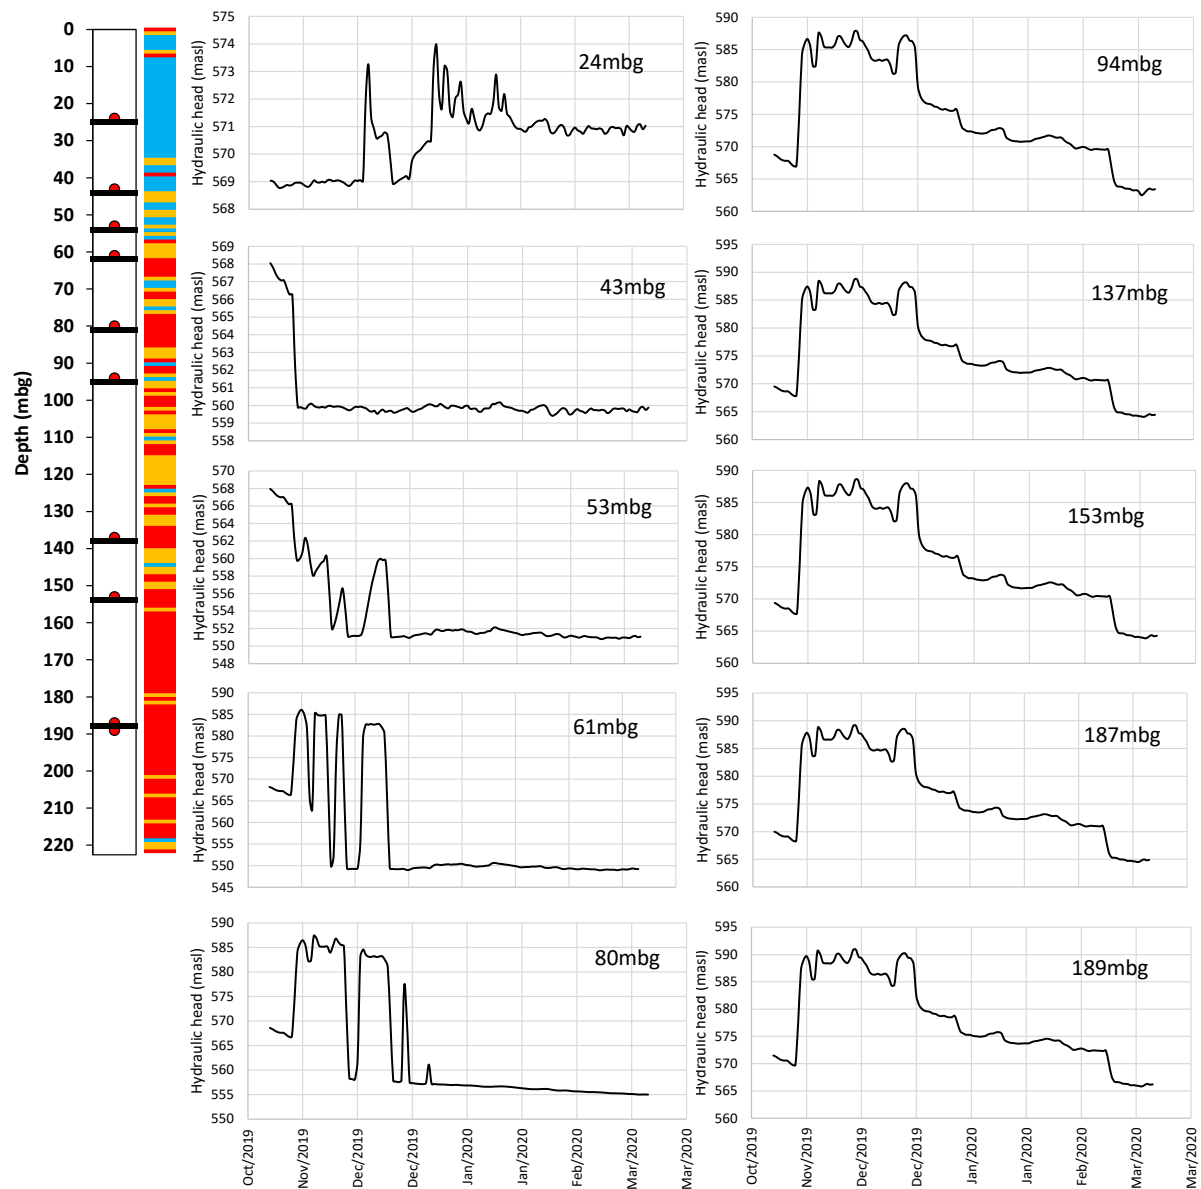 Depth (mbg)
0
10
20
30
40
50
60
70
80
90
100
110
120
130
140
150
160
170
180
190
200
210
220
24mbg
Hydraulic head (masl)
575
574
573
572
571
570
569
568
43mbg
Hydraulic head (masl)
569
568
567
566
565
564
563
562
561
560
559
558
53mbg
Hydraulic head (masl)
570
568
566
564
562
560
558
556
554
552
550
548
61mbg
Hydraulic head (masl)
590
585
580
575
570
565
560
555
550
545
80mbg
Hydraulic head (masl)
590
585
580
575
570
565
560
555
550
Oct/2019
Nov/2019
Dec/2019
Dec/2019
Jan/2020
Jan/2020
Feb/2020
Mar/2020
Mar/2020
94mbg
Hydraulic head (masl)
590
585
580
575
570
565
560
137mbg
Hydraulic head (masl)
595
590
585
580
575
570
565
560
153mbg
Hydraulic head (masl)
590
585
580
575
570
565
560
187mbg
Hydraulic head (masl)
595
590
585
580
575
570
565
560
189mbg
Hydraulic head (masl)
595
590
585
580
575
570
565
560
Oct/2019
Nov/2019
Dec/2019
Dec/2019
Jan/2020
Jan/2020
Feb/2020
Mar/2020
Mar/2020